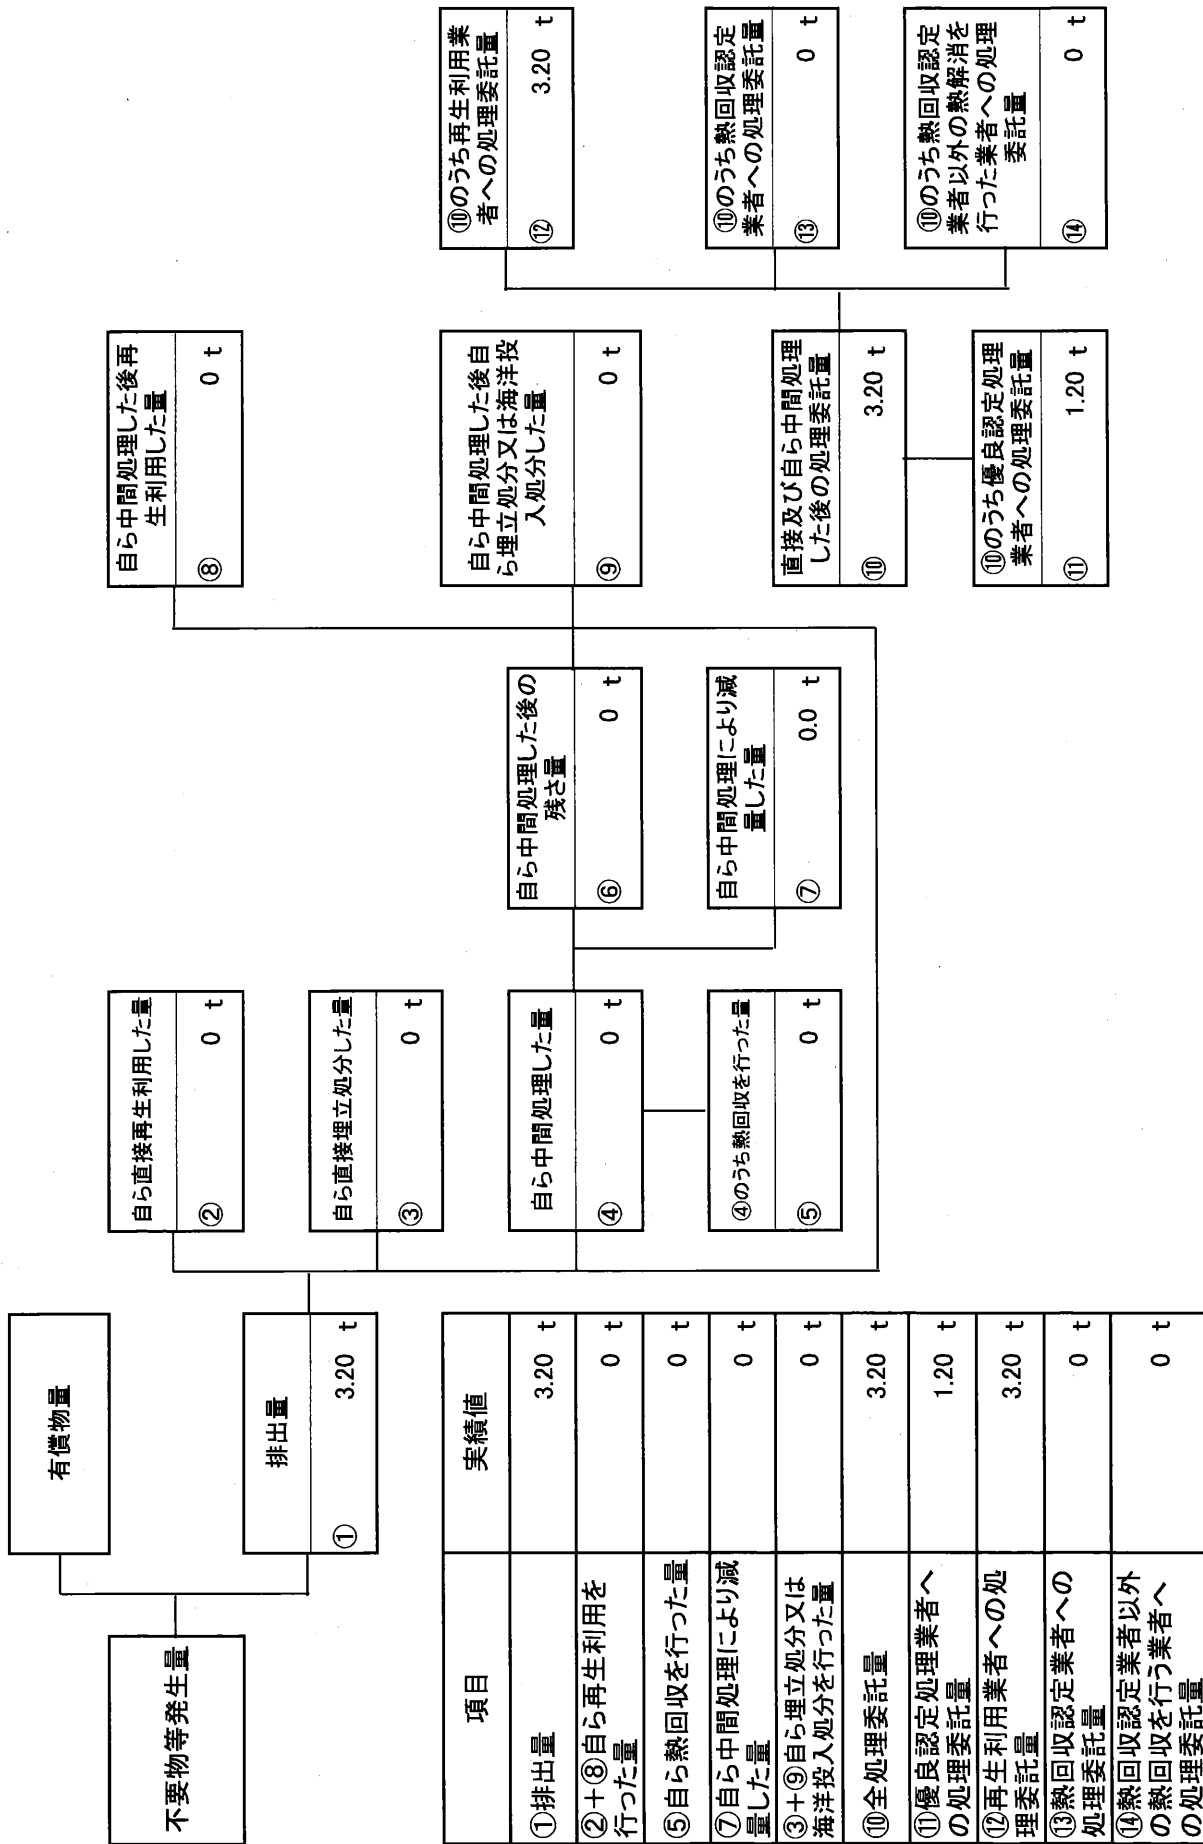 不要物等発生量
有償物量
排出量
① 3.20 t
自ら直接再生利用した量
② 0 t
自ら直接埋立処分した量
③ 0 t
自ら中間処理した量
④ 0 t
④のうち熱回収を行った量
⑤ 0 t
自ら中間処理した後の
残さ量
⑥ 0 t
自ら中間処理により減
量した量
⑦ 0.0 t
自ら中間処理した後再
生利用した量
⑧ 0 t
自ら中間処理した後自
ら埋立処分又は海洋投
入処分した量
⑨ 0 t
直接及び自ら中間処理
した後の処理委託量
⑩ 3.20 t
⑩のうち優良認定処理
業者への処理委託量
⑪ 1.20 t
⑩のうち再生利用業
者への処理委託量
⑫ 3.20 t
⑩のうち熱回収認定
業者への処理委託量
⑬ 0 t
⑩のうち熱回収認定
業者以外の熱解消を
行った業者への処理
委託量
⑭ 0 t
項目 実績値
①排出量 3.20 t
②+⑧自ら再生利用を
行った量 0 t
⑤自ら熱回収を行った量 0 t
⑦自ら中間処理により減
量した量 0 t
③+⑨自ら埋立処分又は
海洋投入処分を行った量 0 t
⑩全処理委託量 3.20 t
⑪優良認定処理業者へ
の処理委託量 1.20 t
⑫再生利用業者への処
理委託量 3.20 t
⑬熱回収認定業者への
処理委託量 0 t
⑭熱回収認定業者以外
の熱回収を行う業者へ
の処理委託量 0 t